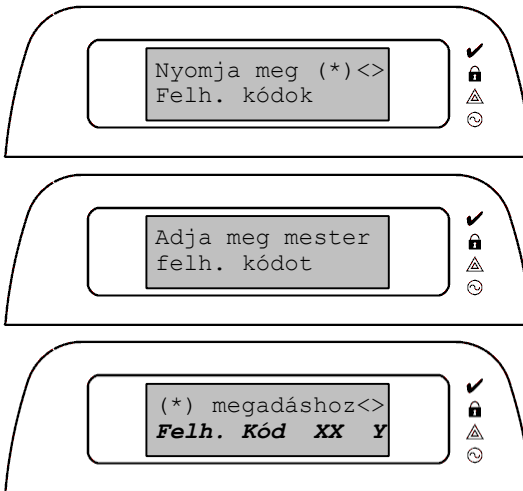 Nyomja meg (*)<>
Felh. kódok
Adja meg mester
felh. kódot
(*) megadáshoz<>
Felh. Kód XX Y